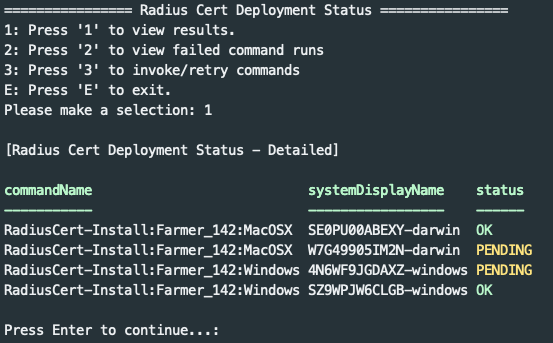 ================ Radius Cert Deployment Status ================
1: Press '1' to view results.
2: Press '2' to view failed command runs
3: Press '3' to invoke/retry commands
E: Press 'E' to exit.
Please make a selection: 1
[Radius Cert Deployment Status - Detailed]
commandName systemDisplayName status
----------- ----------------- ------
RadiusCert-Install:Farmer_142:MacOSX SE0PU00ABEXY-darwin OK
RadiusCert-Install:Farmer_142:MacOSX W7G49905IM2N-darwin PENDING
RadiusCert-Install:Farmer_142:Windows 4N6WF9JGDAXZ-windows PENDING
RadiusCert-Install:Farmer_142:Windows SZ9WPJW6CLGB-windows OK
Press Enter to continue...: